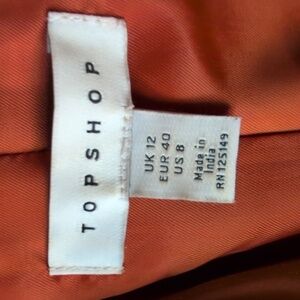 TOPSHOP
UK 12
EUR 40
US 8
Made in
India
RN 125149